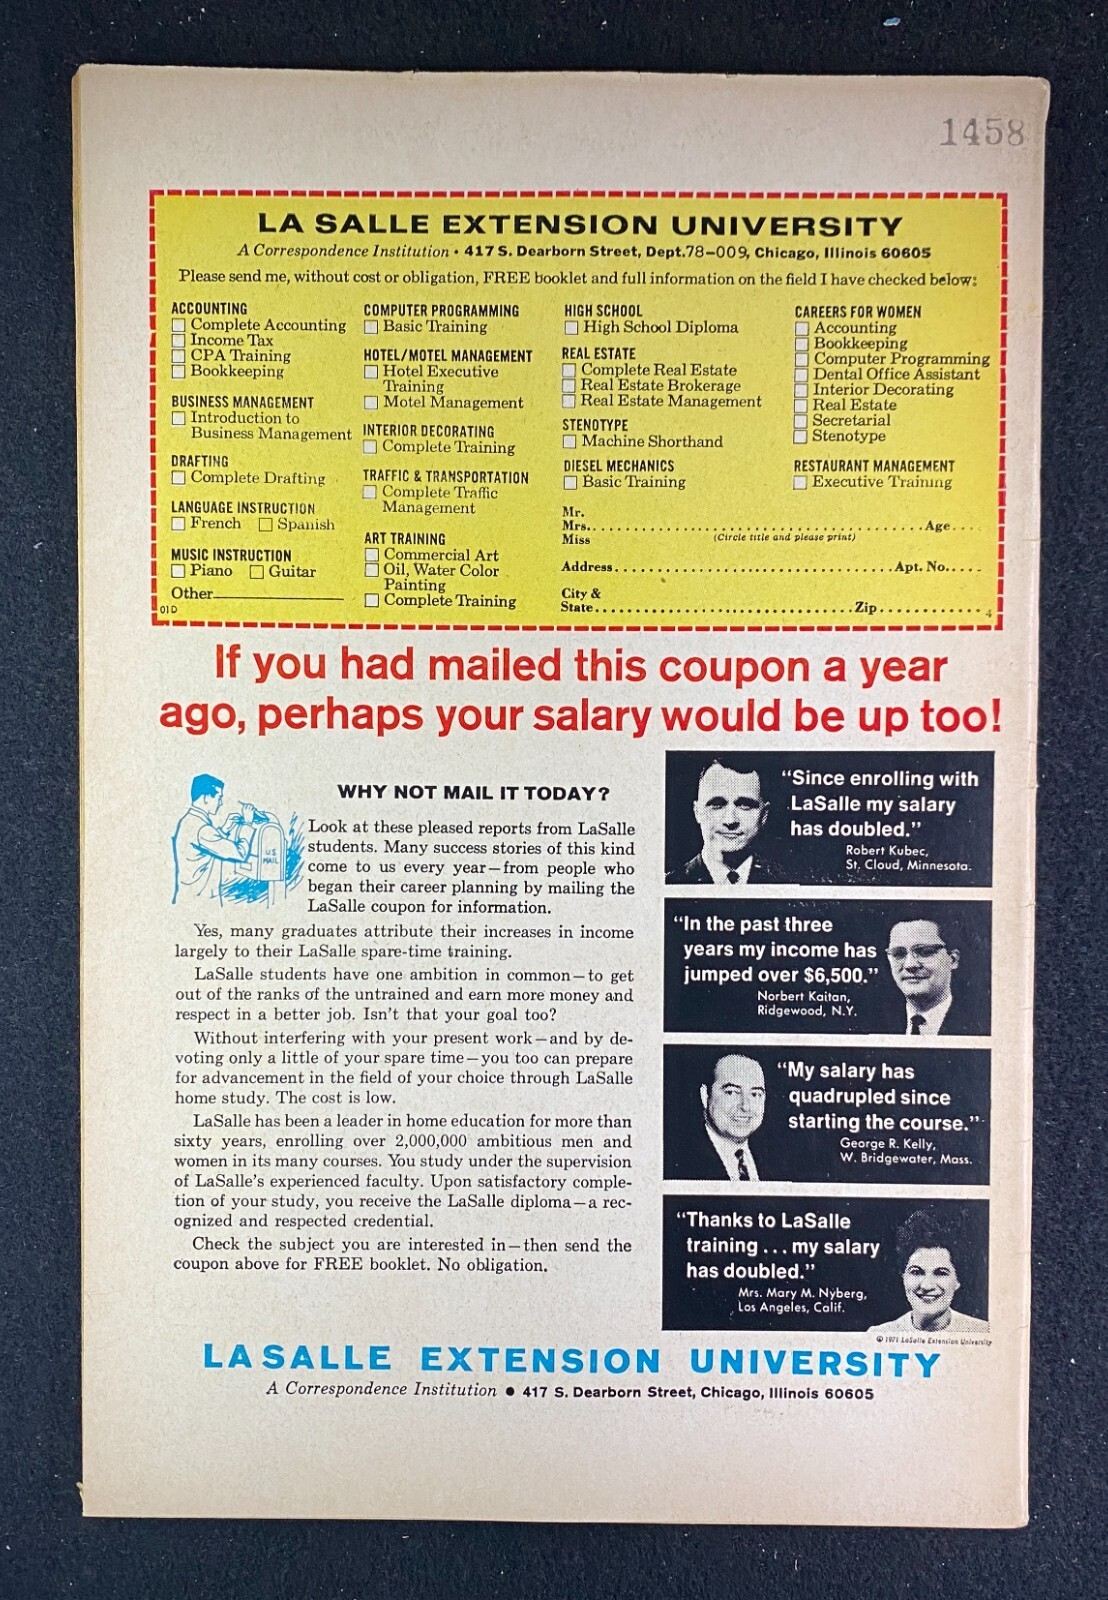 1458
LA SALLE EXTENSION UNIVERSITY
A Correspondence Institution • 417 S. Dearborn Street, Dept.78-009, Chicago, Illinois 60605
Please send me, without cost or obligation, FREE booklet and full information on the field I have checked below:
ACCOUNTING
Complete Accounting
Income Tax
CPA Training
Bookkeeping
BUSINESS MANAGEMENT
Introduction to
Business Management
DRAFTING
Complete Drafting
LANGUAGE INSTRUCTION
French Spanish
MUSIC INSTRUCTION
Piano Guitar
Other
01D
COMPUTER PROGRAMMING
Basic Training
HOTEL/MOTEL MANAGEMENT
Hotel Executive
Training
Motel Management
INTERIOR DECORATING
Complete Training
TRAFFIC & TRANSPORTATION
Complete Traffic
Management
ART TRAINING
Commercial Art
Oil, Water Color
Painting
Complete Training
HIGH SCHOOL
High School Diploma
REAL ESTATE
Complete Real Estate
Real Estate Brokerage
Real Estate Management
STENOTYPE
Machine Shorthand
DIESEL MECHANICS
Basic Training
CAREERS FOR WOMEN
Accounting
Bookkeeping
Computer Programming
Dental Office Assistant
Interior Decorating
Real Estate
Secretarial
Stenotype
RESTAURANT MANAGEMENT
Executive Training
Mr.
Mrs. Age
Miss (Circle title and please print)
Address Apt. No.
City &
State Zip
4
If you had mailed this coupon a year
ago, perhaps your salary would be up too!
WHY NOT MAIL IT TODAY?
U.S.
MAIL
Look at these pleased reports from LaSalle
students. Many success stories of this kind
come to us every year—from people who
began their career planning by mailing the
LaSalle coupon for information.
Yes, many graduates attribute their increases in income
largely to their LaSalle spare-time training.
LaSalle students have one ambition in common—to get
out of the ranks of the untrained and earn more money and
respect in a better job. Isn't that your goal too?
Without interfering with your present work—and by de-
voting only a little of your spare time—you too can prepare
for advancement in the field of your choice through LaSalle
home study. The cost is low.
LaSalle has been a leader in home education for more than
sixty years, enrolling over 2,000,000 ambitious men and
women in its many courses. You study under the supervision
of LaSalle's experienced faculty. Upon satisfactory comple-
tion of your study, you receive the LaSalle diploma—a rec-
ognized and respected credential.
Check the subject you are interested in—then send the
coupon above for FREE booklet. No obligation.
"Since enrolling with
LaSalle my salary
has doubled."
Robert Kubec,
St. Cloud, Minnesota.
"In the past three
years my income has
jumped over $6,500."
Norbert Kaitan,
Ridgewood, N.Y.
"My salary has
quadrupled since
starting the course."
George R. Kelly,
W. Bridgewater, Mass.
"Thanks to LaSalle
training ... my salary
has doubled."
Mrs. Mary M. Nyberg,
Los Angeles, Calif.
© 1971 LaSalle Extension University
LASALLE EXTENSION UNIVERSITY
A Correspondence Institution • 417 S. Dearborn Street, Chicago, Illinois 60605